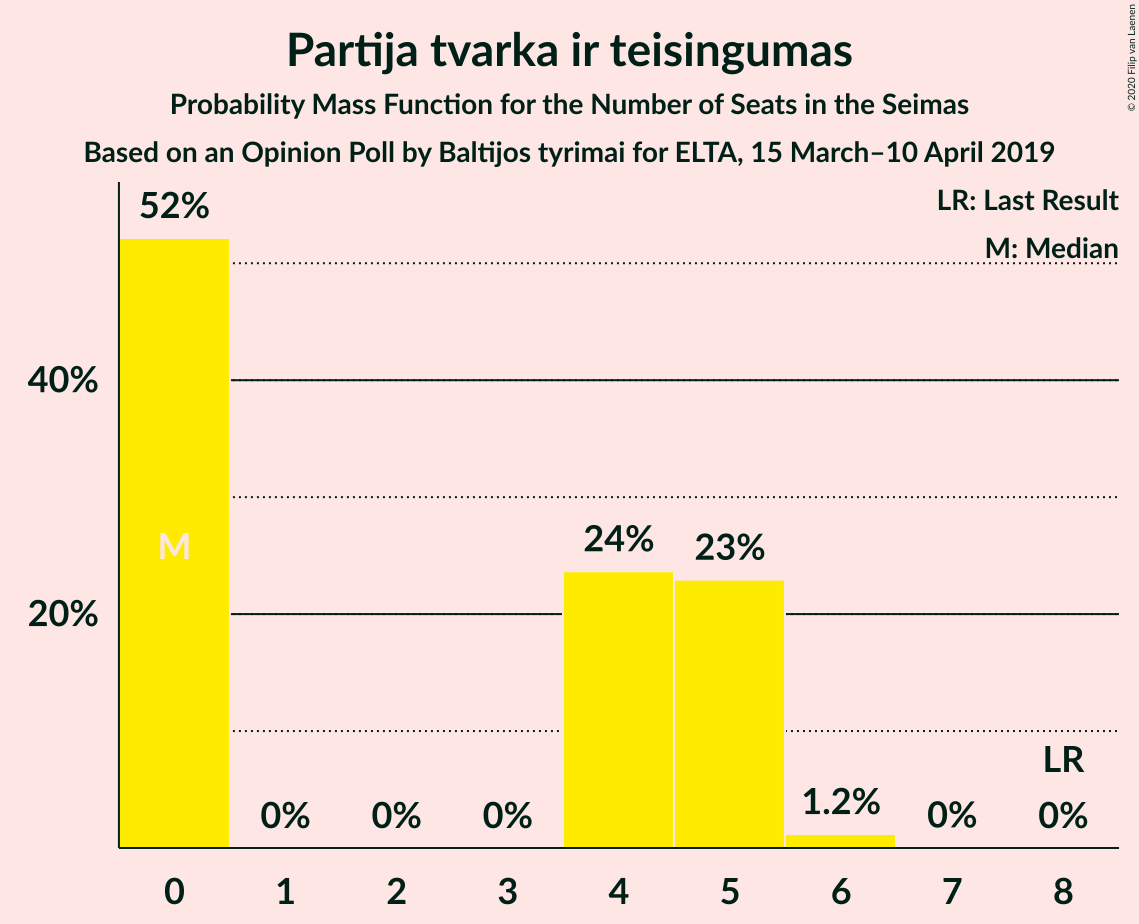 Partija tvarka ir teisingumas
Probability Mass Function for the Number of Seats in the Seimas
Based on an Opinion Poll by Baltijos tyrimai for ELTA, 15 March–10 April 2019
© 2020 Filip van Laenen
LR: Last Result
M: Median
52%
40%
20%
M
0%
0%
0%
24%
23%
1.2%
0%
LR
0%
0 1 2 3 4 5 6 7 8